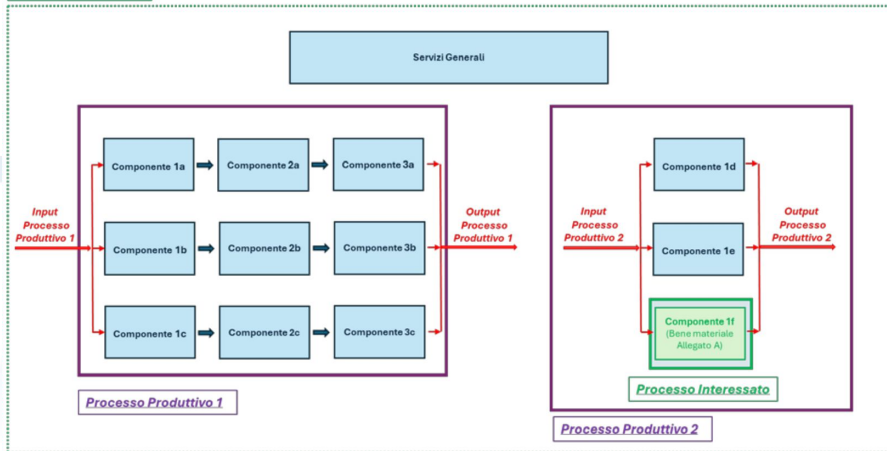 Servizi Generali
Componente 1a
Componente 2a
Componente 3a
Input
Processo
Produttivo 1
Componente 1b
Componente 2b
Componente 3b
Output
Processo
Produttivo 1
Componente 1c
Componente 2c
Componente 3c
Processo Produttivo 1
Componente 1d
Input
Processo
Produttivo 2
Componente 1e
Output
Processo
Produttivo 2
Componente 1f
(Bene materiale
Allegato A)
Processo Interessato
Processo Produttivo 2